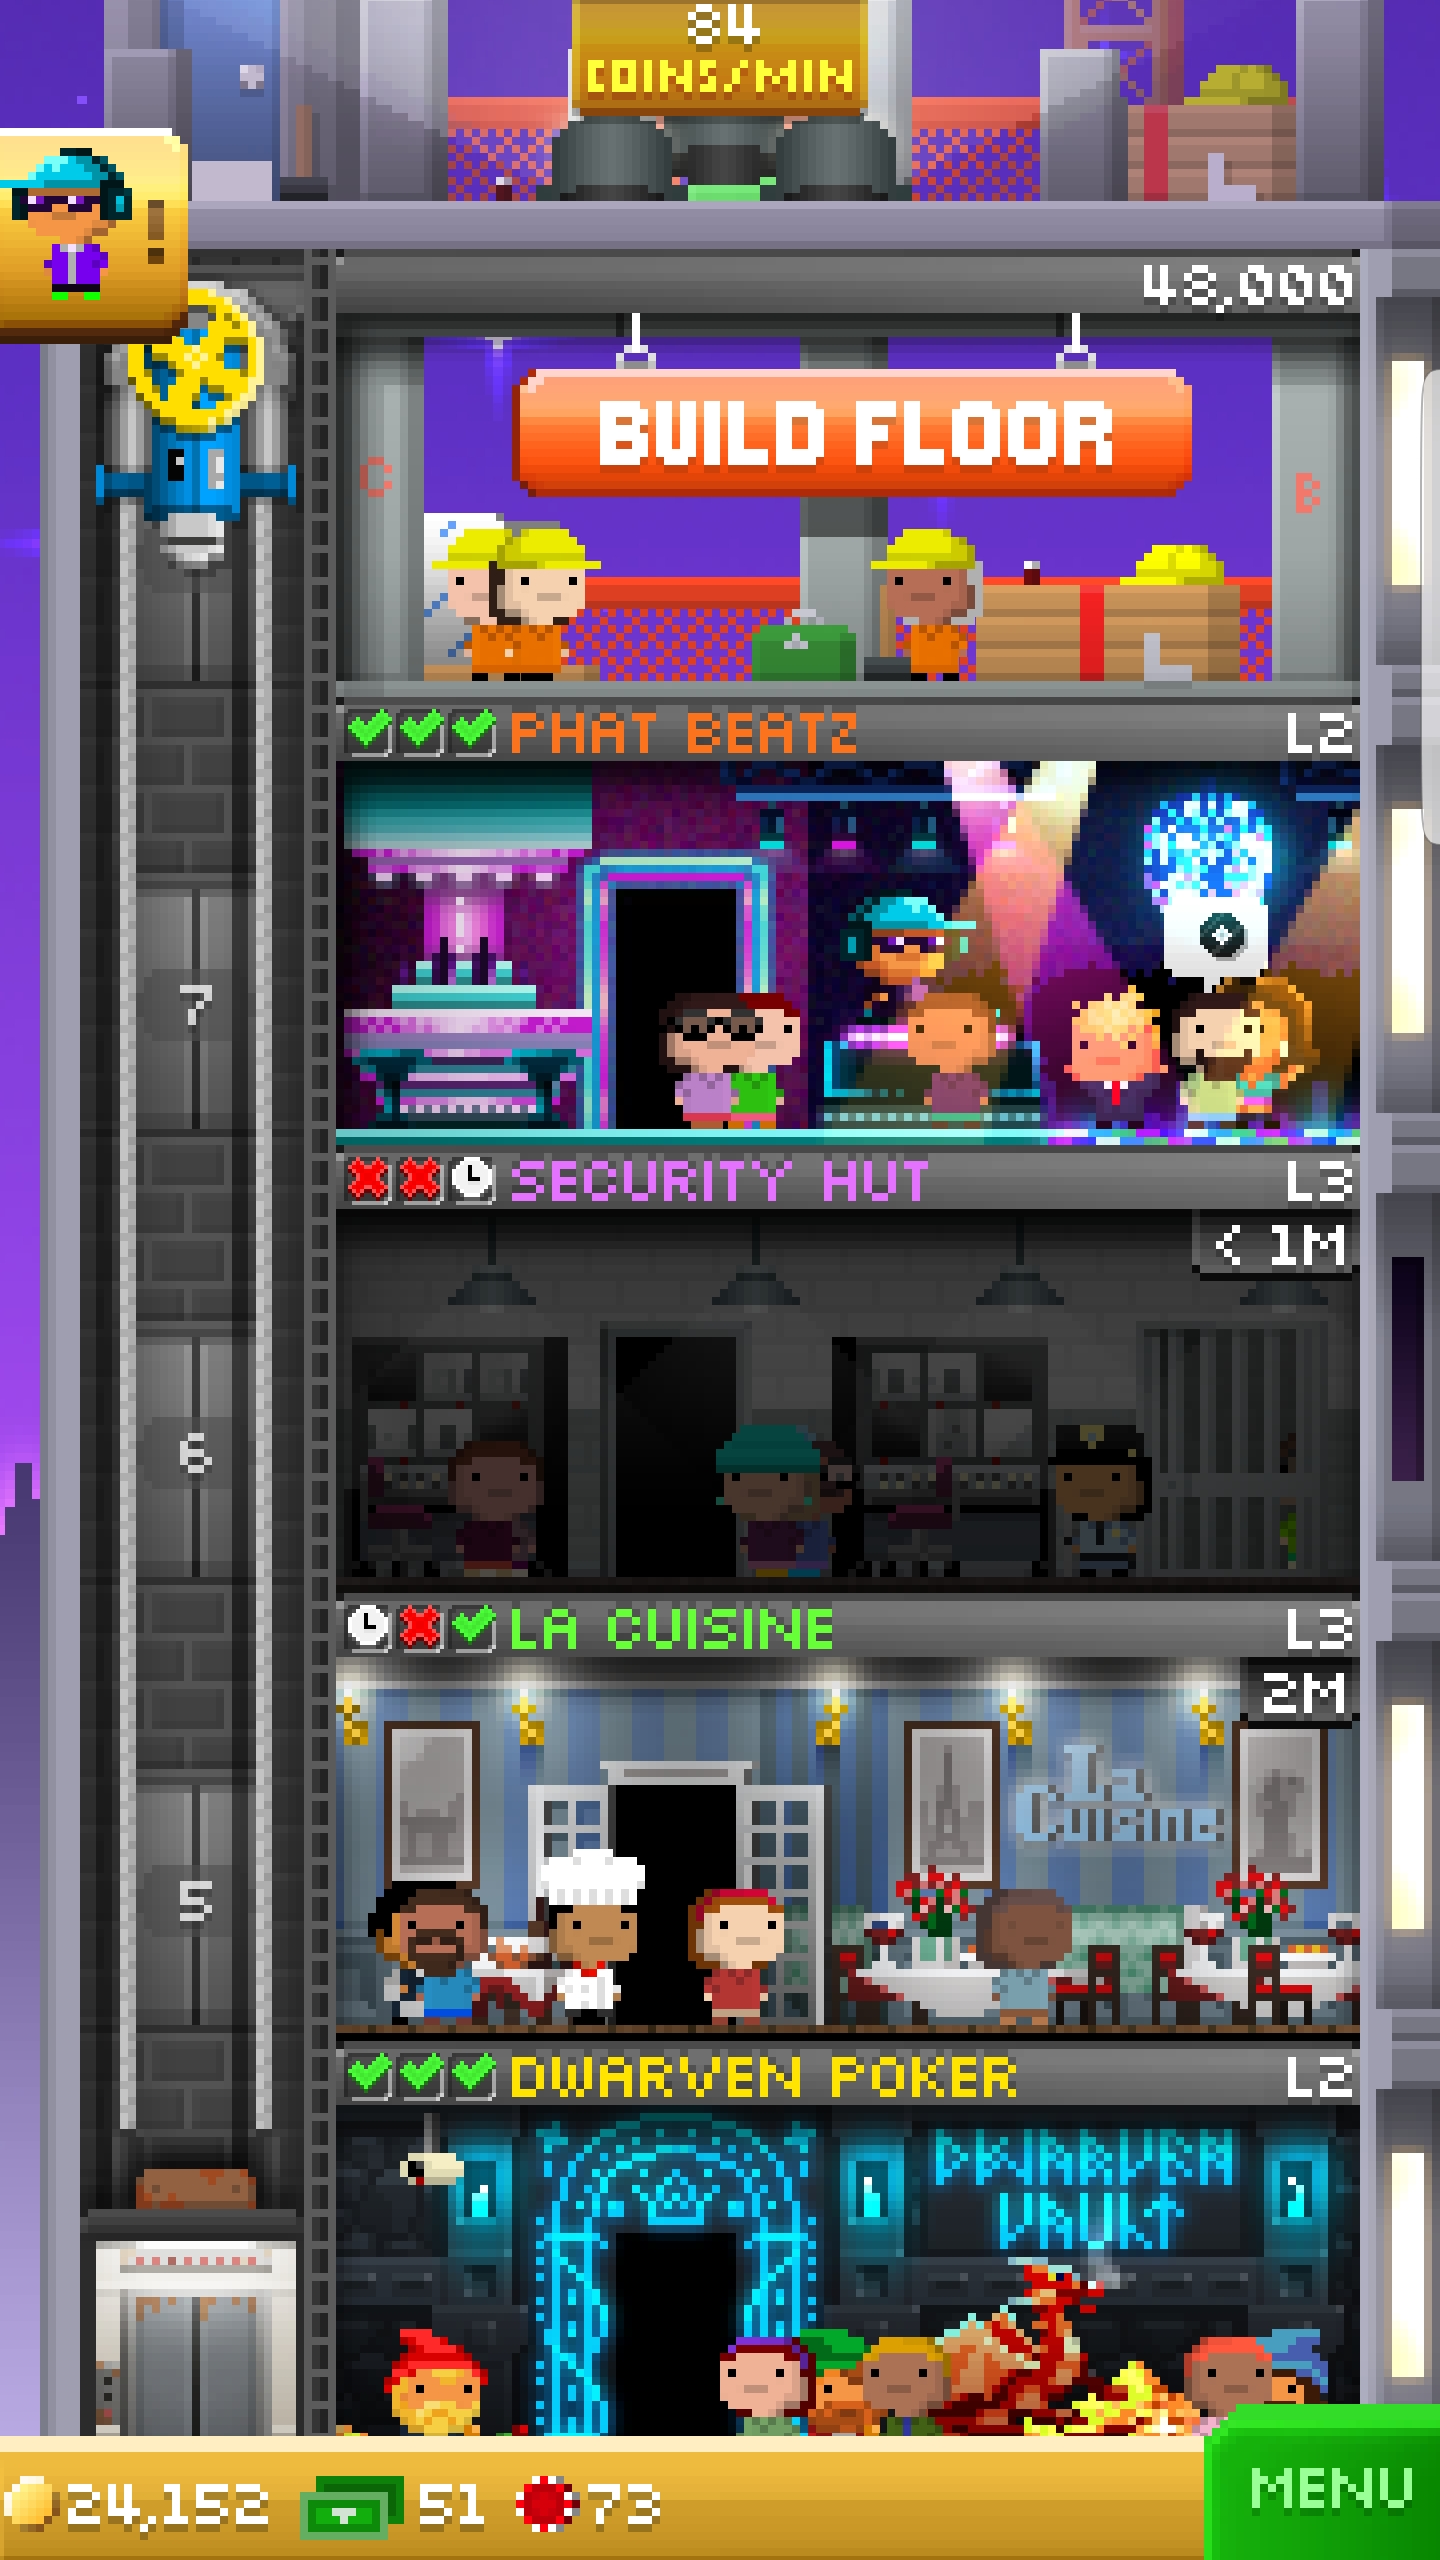 84
COINS/MIN
48,000
BUILD FLOOR
C
B
PHAT BEATZ
L2
7
SECURITY HUT
L3
< 1M
6
LA CUISINE
L3
2M
La
Cuisine
5
DWARVEN POKER
L2
DWARVEN
VAULT
24,152
51
73
MENU